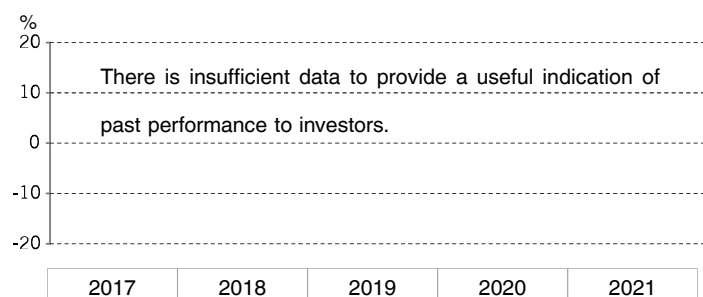 %
20
There is insufficient data to provide a useful indication of
10
past performance to investors.
0
-10
-20
2017 2018 2019 2020 2021